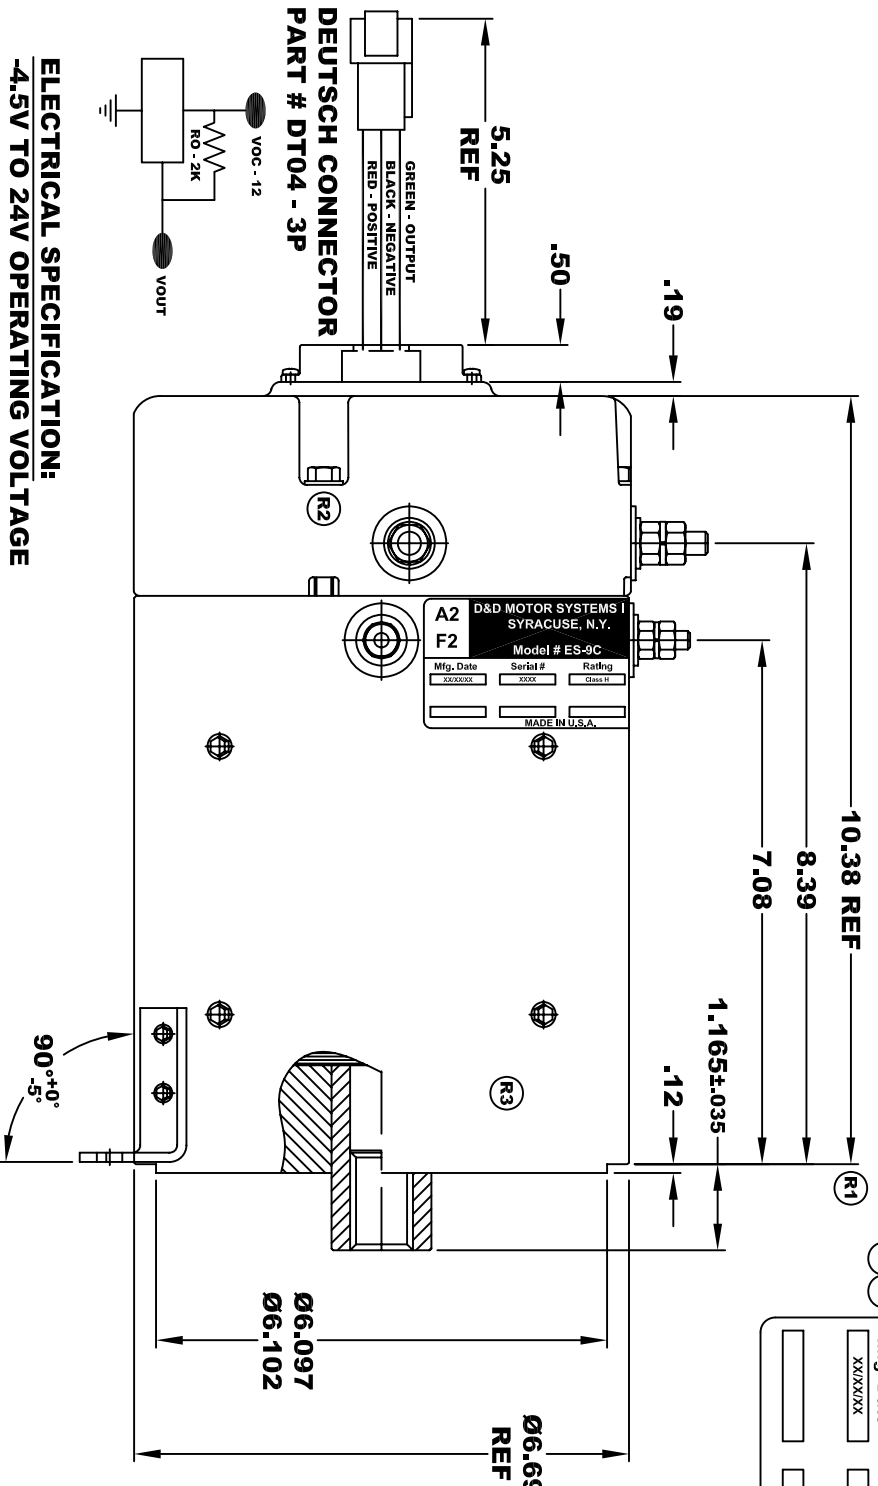 DEUTSCH CONNECTOR
PART # DT04 - 3P
5.25
REF
GREEN - OUTPUT
BLACK - NEGATIVE
RED - POSITIVE
.50
.19
VOC - 12
RO - 2K
VOUT
ELECTRICAL SPECIFICATION:
-4.5V TO 24V OPERATING VOLTAGE
R2
A2
F2
D&D MOTOR SYSTEMS I
SYRACUSE, N.Y.
Model # ES-9C
Mfg. Date
Serial #
Rating
XX/XX/XX
XXXX
Class H
MADE IN U.S.A.
10.38 REF
8.39
7.08
1.165±.035
.12
R3
R1
90° +0°
-5°
Ø6.097
Ø6.102
Ø6.69
REF
XX/XX/XX